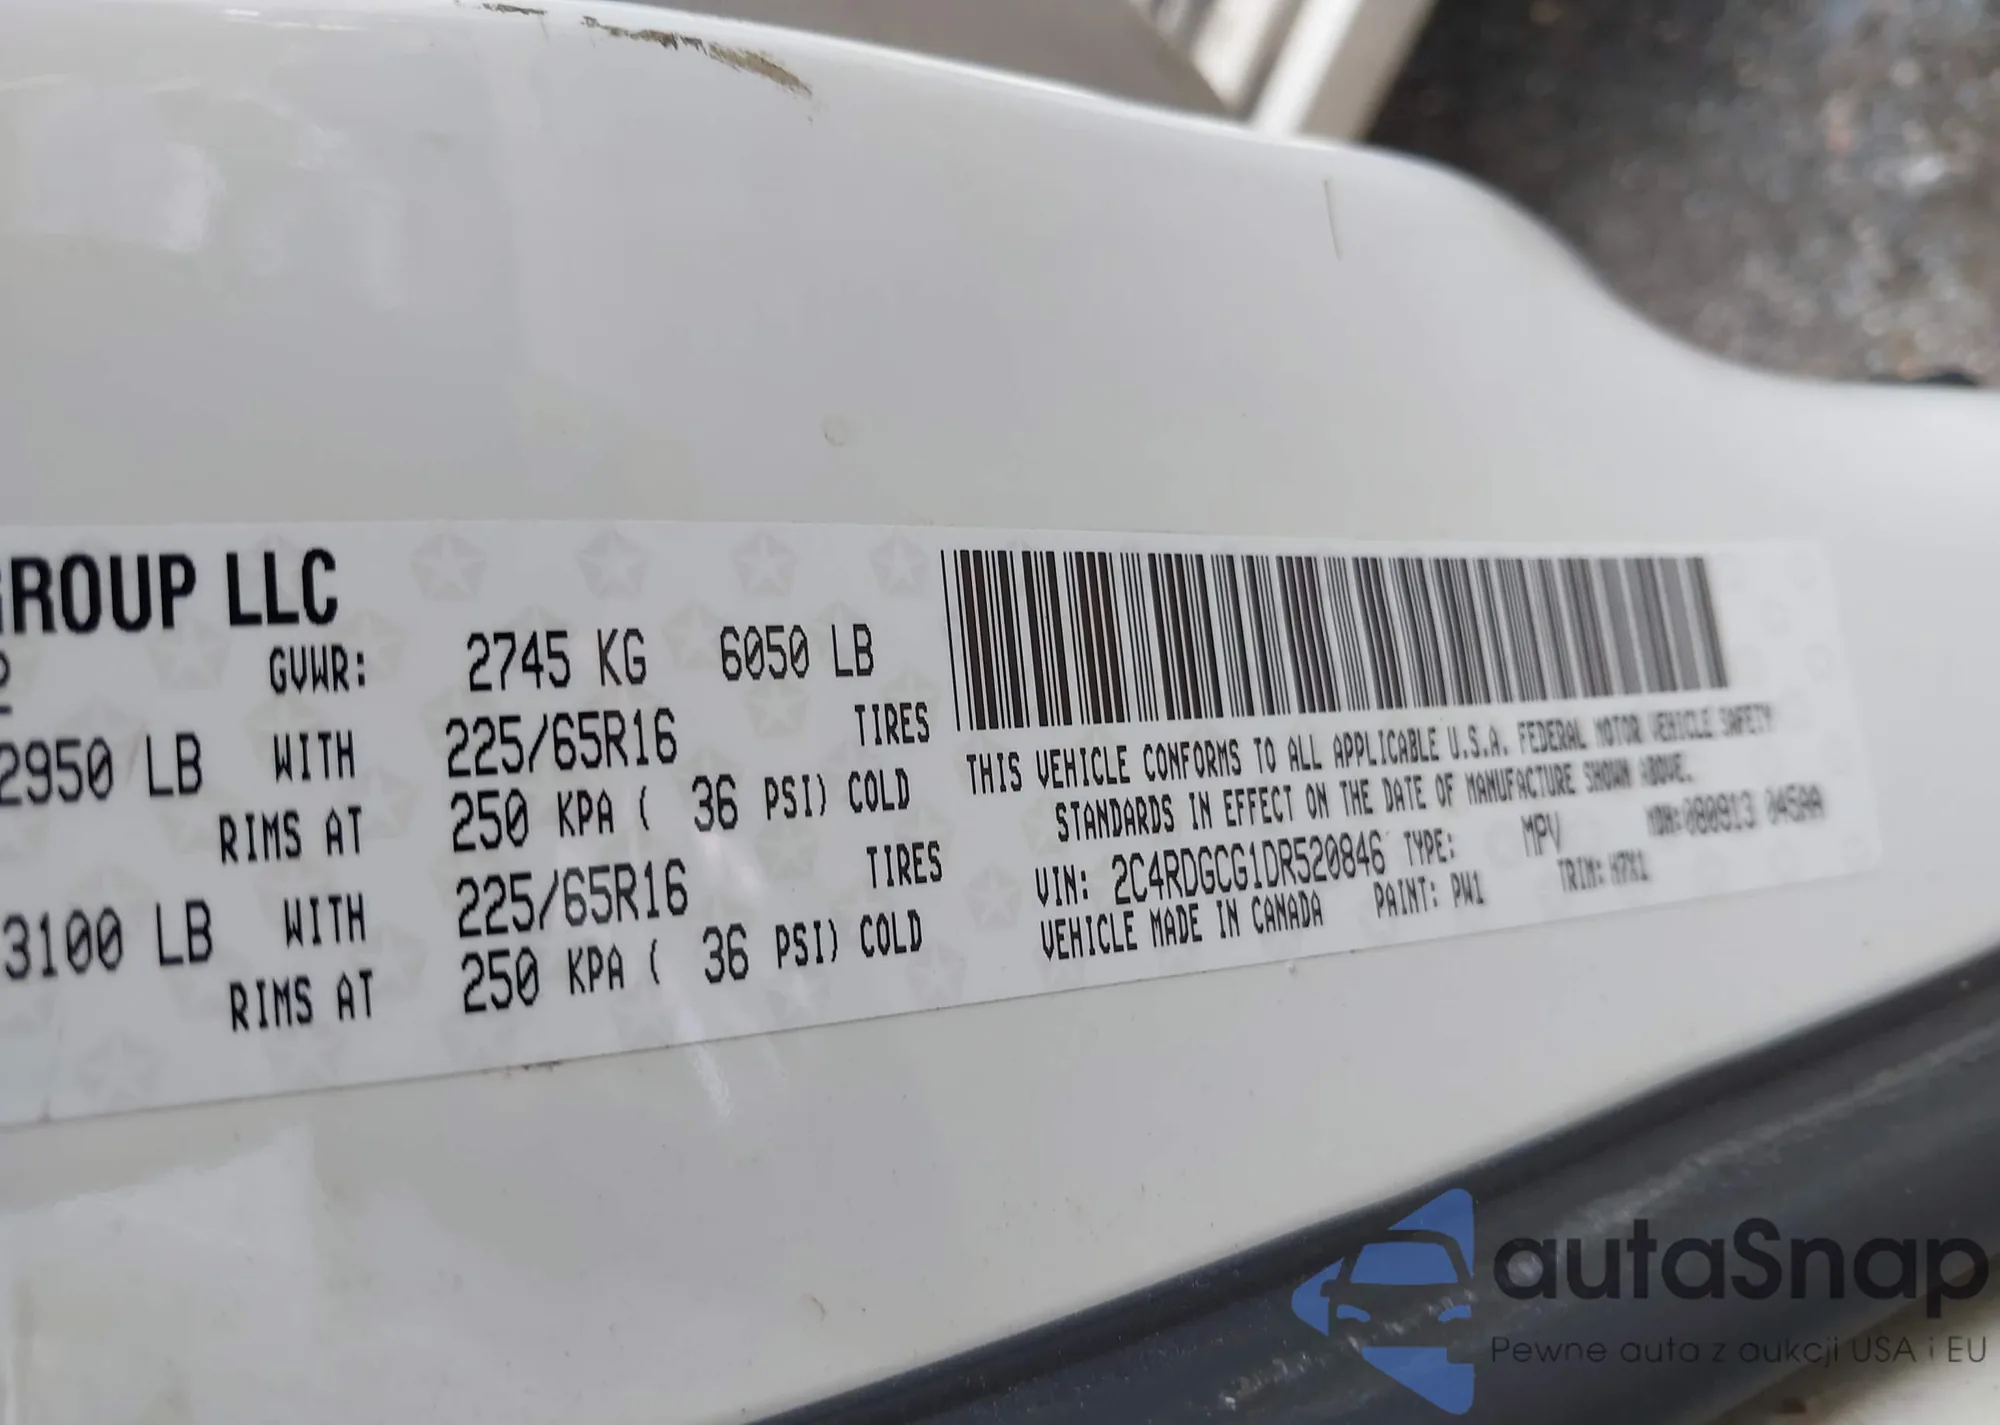 GROUP LLC
GVWR: 2745 KG 6050 LB
2950 LB WITH 225/65R16 TIRES
RIMS AT 250 KPA ( 36 PSI) COLD
3100 LB WITH 225/65R16 TIRES
RIMS AT 250 KPA ( 36 PSI) COLD
THIS VEHICLE CONFORMS TO ALL APPLICABLE U.S.A. FEDERAL MOTOR VEHICLE SAFETY
STANDARDS IN EFFECT ON THE DATE OF MANUFACTURE SHOWN ABOVE.
VIN: 2C4RDGCG1DR520846 TYPE: MPV
VEHICLE MADE IN CANADA PAINT: PW1 TRIM:
autaSnap
Pewne auta z aukcji USA i EU